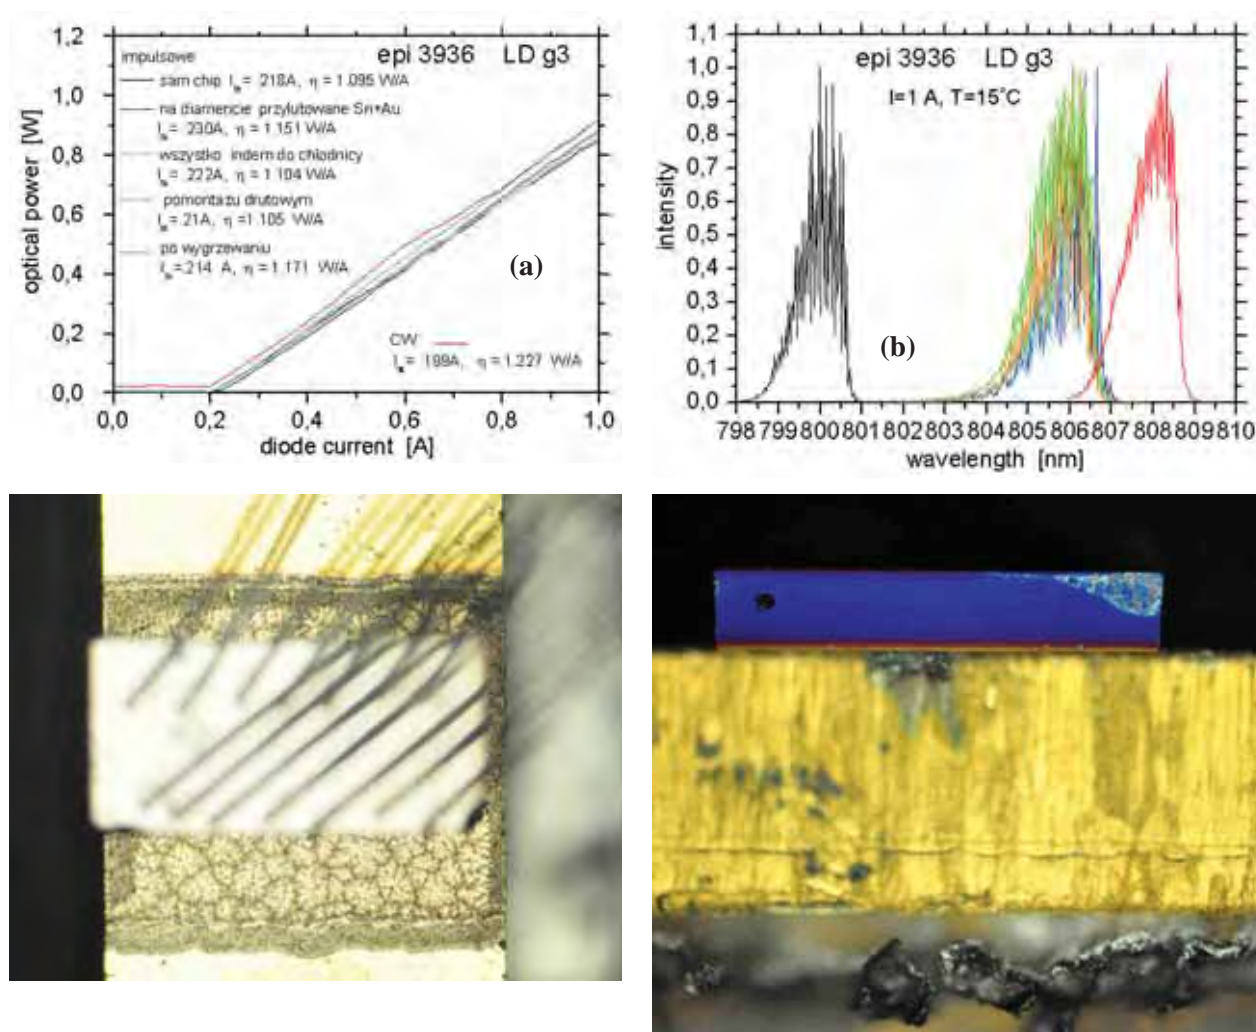 epi 3936 LD g3
impulsowe
sam chip I = .218A, η = 1.095 W/A
na diamencie przylutowane Sn+Au
I = .230A, η = 1.151 W/A
wszystko indem do chłodnicy
I = .222A, η = 1.104 W/A
po montażu drutowym
I = .21A, η = 1.105 W/A
po wygrzewaniu
I = .214 A, η = 1.171 W/A
(a)
CW
I = .199A, η = 1.227 W/A
1,2
1,0
0,8
0,6
0,4
0,2
0,0
optical power [W]
0,0 0,2 0,4 0,6 0,8 1,0
diode current [A]
epi 3936 LD g3
I=1 A, T=15°C
(b)
1,1
1,0
0,9
0,8
0,7
0,6
0,5
0,4
0,3
0,2
0,1
0,0
intensity
798 799 800 801 802 803 804 805 806 807 808 809 810
wavelength [nm]